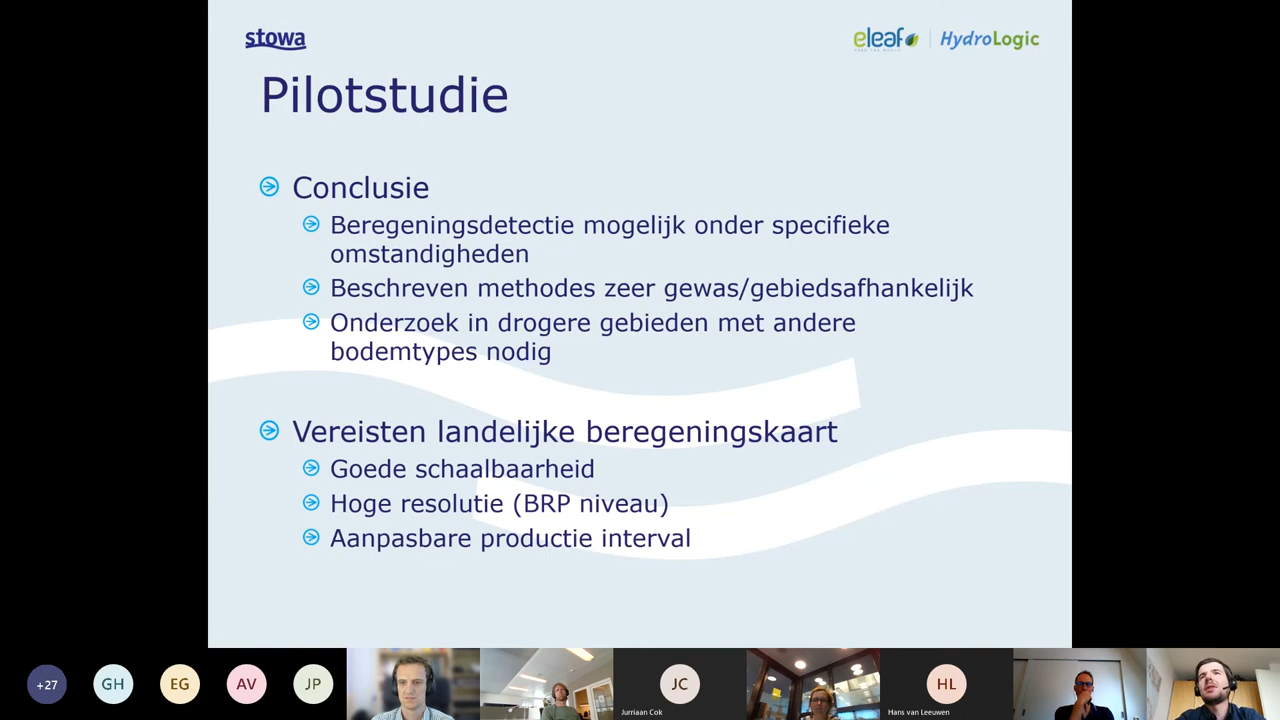 stowa
eleaf
HydroLogic
Pilotstudie
Conclusie
Beregeningsdetectie mogelijk onder specifieke
omstandigheden
Beschreven methodes zeer gewas/gebiedsafhankelijk
Onderzoek in drogere gebieden met andere
bodemtypes nodig
Vereisten landelijke beregeningskaart
Goede schaalbaarheid
Hoge resolutie (BRP niveau)
Aanpasbare productie interval
+27
GH
EG
AV
JP
JC
Jurriaan Cok
HL
Hans van Leeuwen